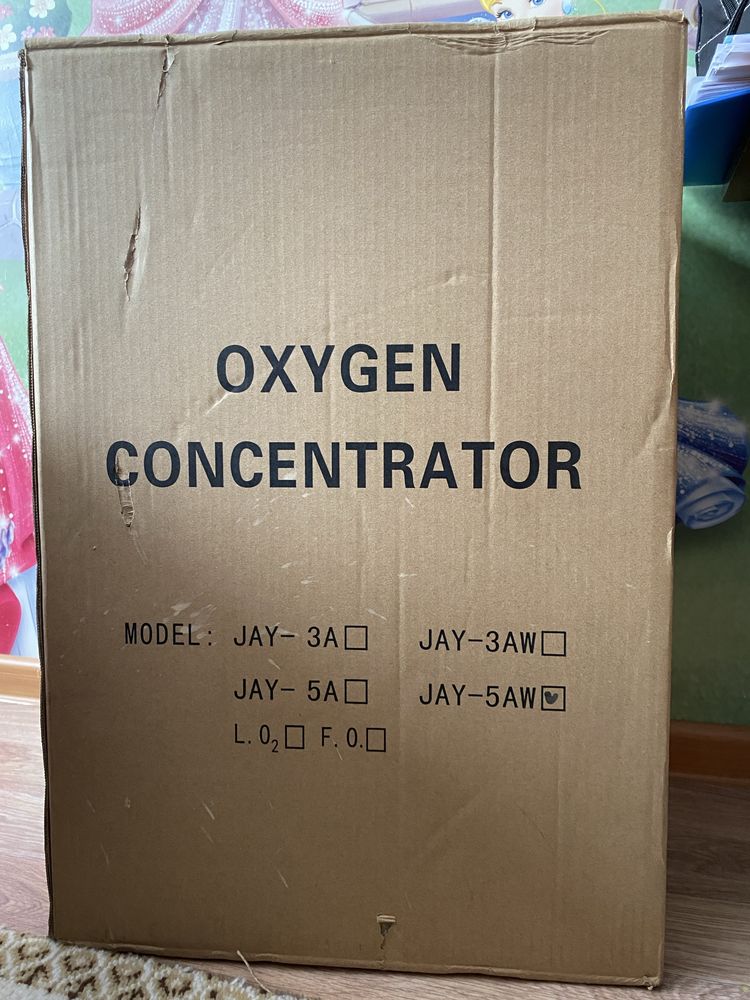 OXYGEN
CONCENTRATOR
MODEL: JAY- 3A□ JAY-3AW□
JAY- 5A□ JAY-5AW☑
L. O₂□ F. O.□